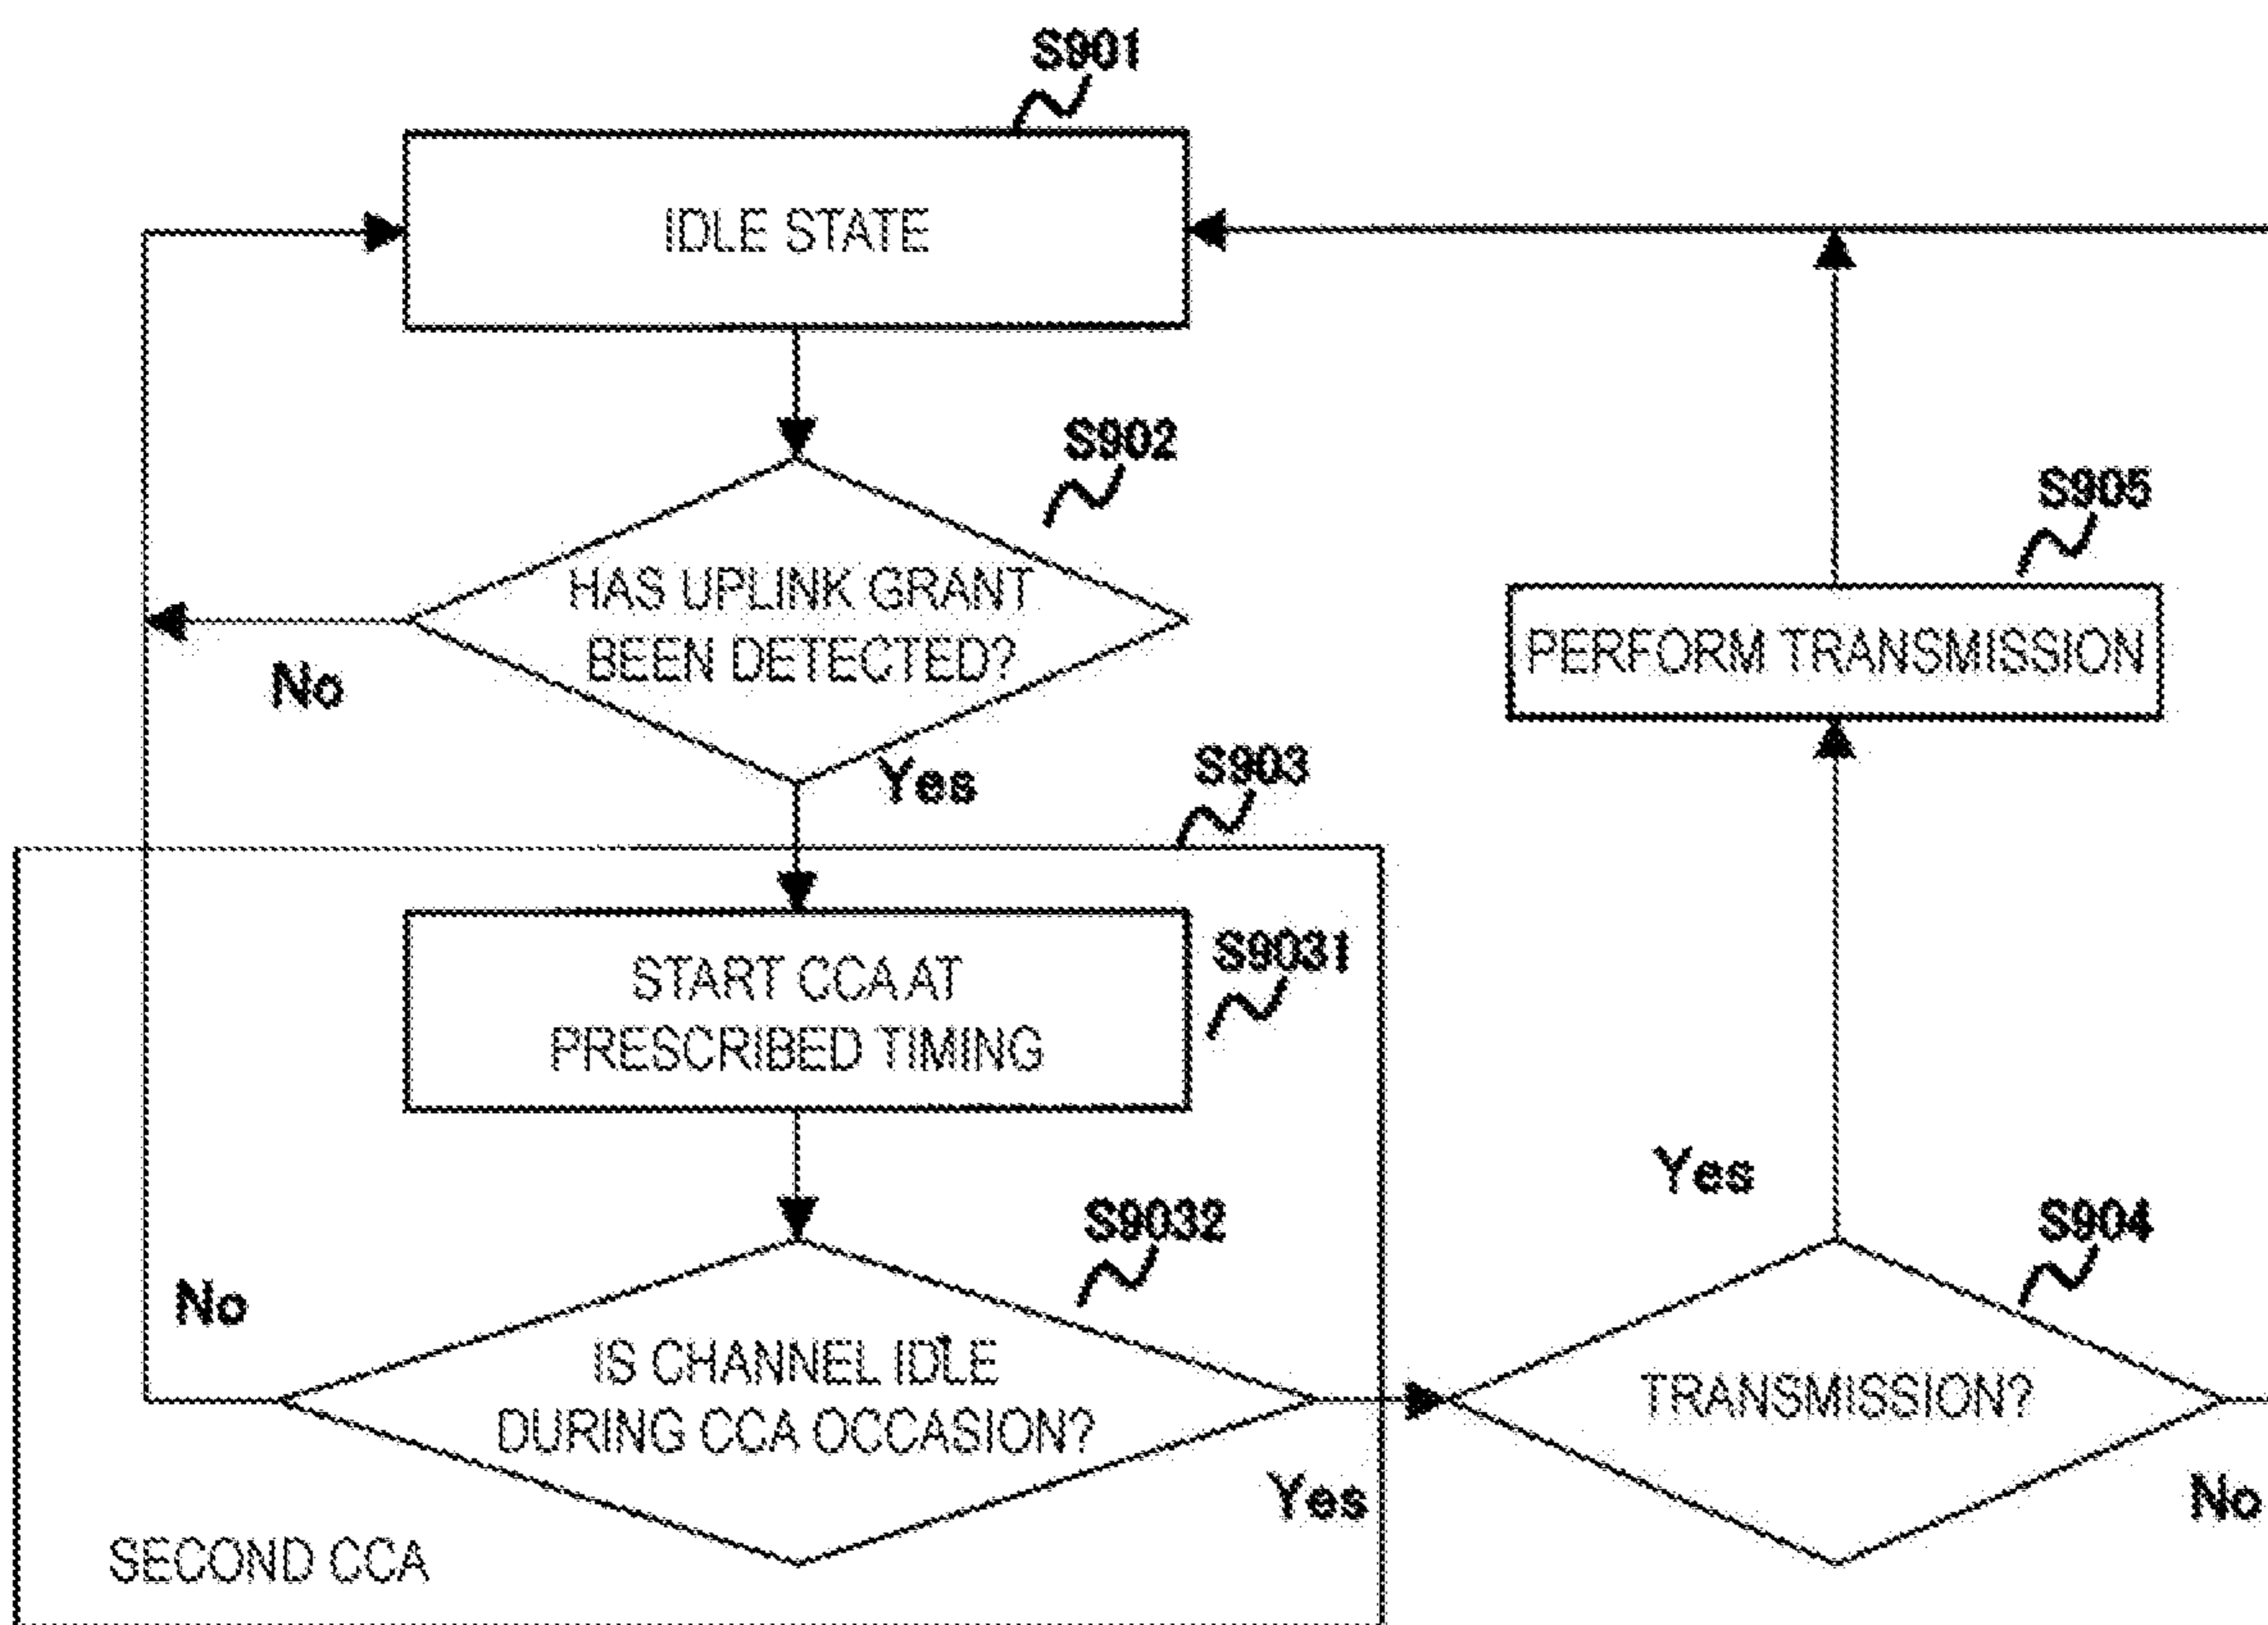 S901
IDLE STATE
S902
HAS UPLINK GRANT
BEEN DETECTED?
No
Yes
S903
START CCA AT
PRESCRIBED TIMING
S9031
S9032
No
IS CHANNEL IDLE
DURING CCA OCCASION?
Yes
SECOND CCA
S905
PERFORM TRANSMISSION
Yes
S904
TRANSMISSION?
No